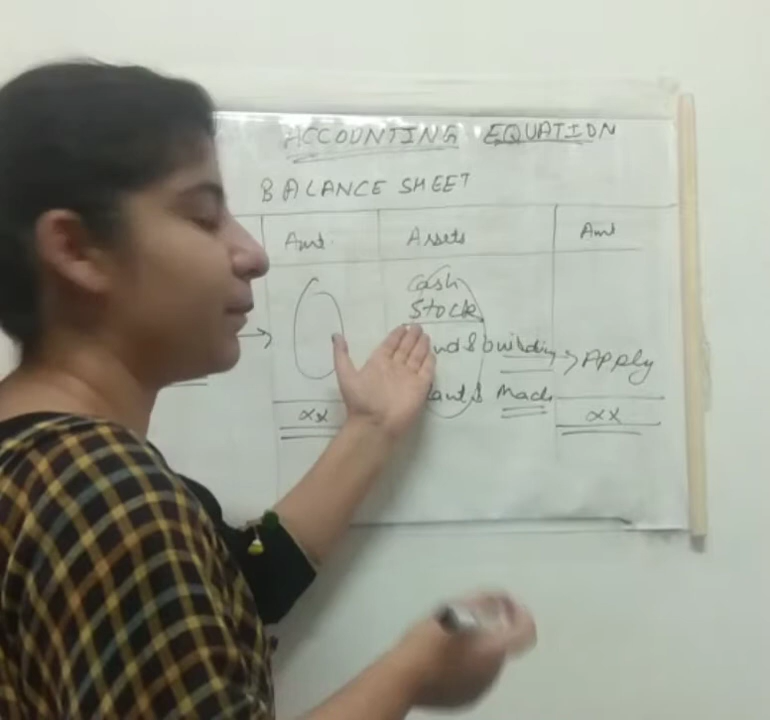 ACCOUNTING EQUATION
BALANCE SHEET
Amt. Assets Amt
Cash
Stock
building Apply
Mach
xx xx